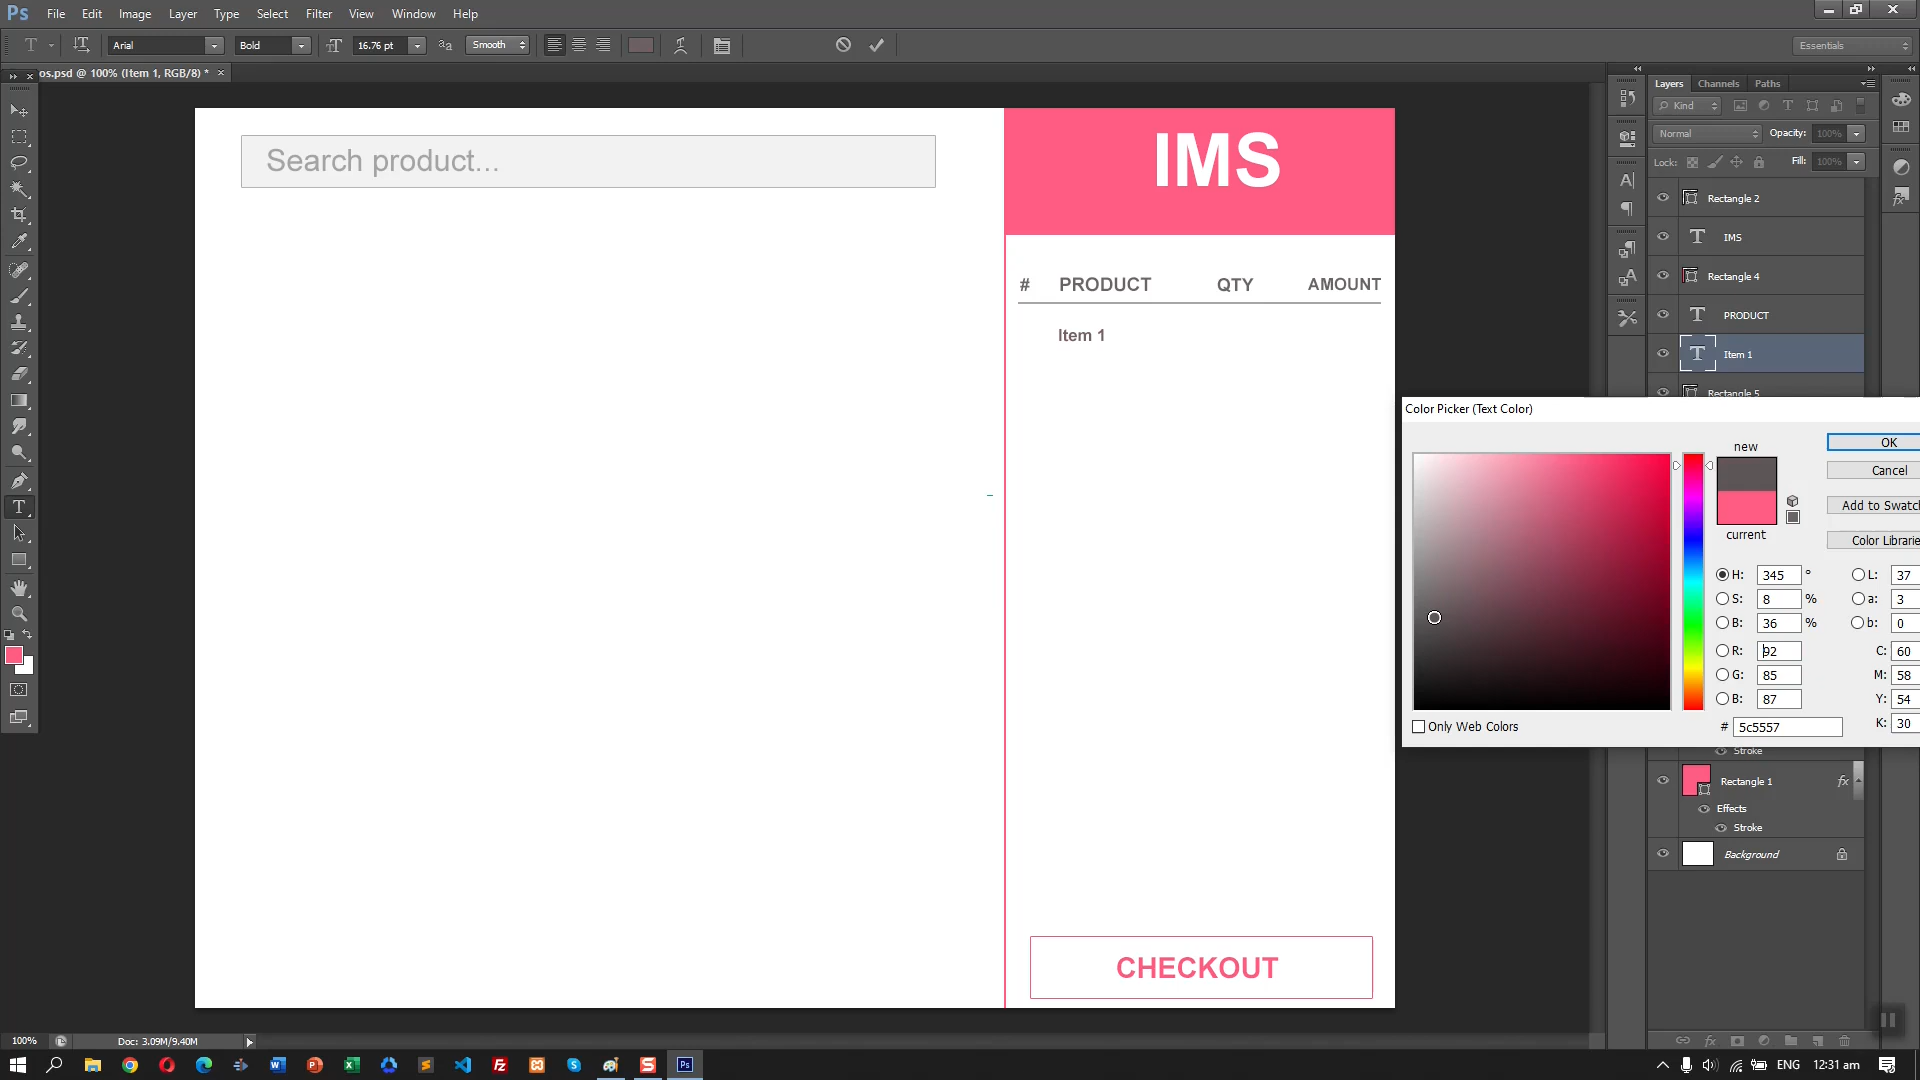 Ps File Edit Image Layer Type Select Filter View Window Help
T Arial Bold 16.76 pt Smooth Essentials
os.psd @ 100% (Item 1, RGB/8) *
Layers Channels Paths
Kind
Normal Opacity: 100%
Lock: Fill: 100%
Rectangle 2
IMS
Rectangle 4
PRODUCT
Item 1
Rectangle 5
Search product...
IMS
# PRODUCT QTY AMOUNT
Item 1
CHECKOUT
Color Picker (Text Color)
new
current
OK
Cancel
Add to Swatch
Color Librarie
H: 345 °
S: 8 %
B: 36 %
R: 92
G: 85
B: 87
# 5c5557
L: 37
a: 3
b: 0
C: 60
M: 58
Y: 54
K: 30
Only Web Colors
Stroke
Rectangle 1 fx
Effects
Stroke
Background
100% Doc: 3.09M/9.40M
ENG 12:31 am